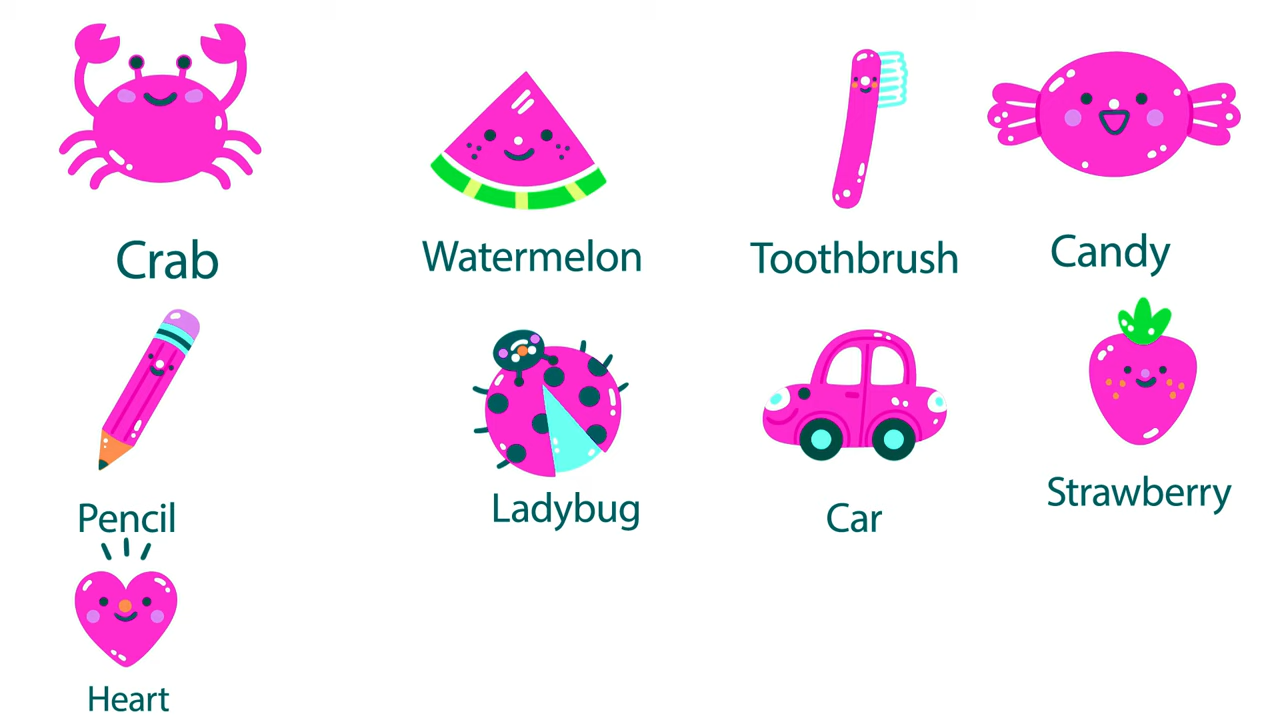 Crab
Watermelon
Toothbrush
Candy
Pencil
Ladybug
Car
Strawberry
Heart